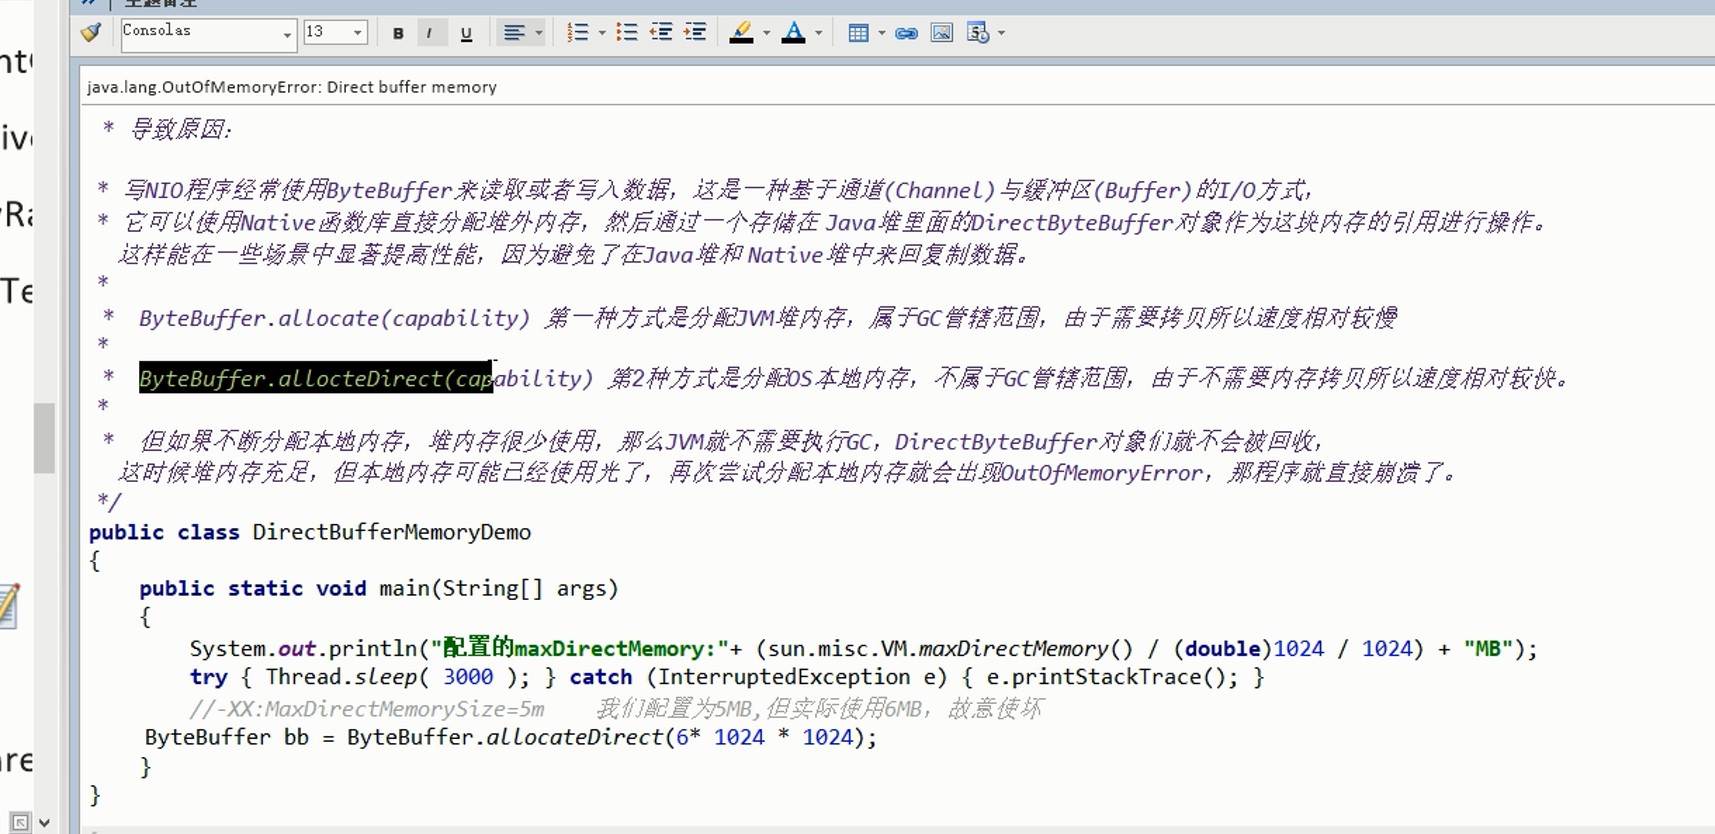 Consolas
13
B I U
java.lang.OutOfMemoryError: Direct buffer memory
* 导致原因：
* 写NIO程序经常使用ByteBuffer来读取或者写入数据，这是一种基于通道(Channel)与缓冲区(Buffer)的I/O方式，
* 它可以使用Native函数库直接分配堆外内存，然后通过一个存储在 Java堆里面的DirectByteBuffer对象作为这块内存的引用进行操作。
这样能在一些场景中显著提高性能，因为避免了在Java堆和 Native堆中来回复制数据。
*
* ByteBuffer.allocate(capability) 第一种方式是分配JVM堆内存，属于GC管辖范围，由于需要拷贝所以速度相对较慢
*
* ByteBuffer.allocteDirect(capability) 第2种方式是分配OS本地内存，不属于GC管辖范围，由于不需要内存拷贝所以速度相对较快。
*
* 但如果不断分配本地内存，堆内存很少使用，那么JVM就不需要执行GC，DirectByteBuffer对象们就不会被回收，
这时候堆内存充足，但本地内存可能已经使用光了，再次尝试分配本地内存就会出现OutOfMemoryError，那程序就直接崩溃了。
*/
public class DirectBufferMemoryDemo
{
public static void main(String[] args)
{
System.out.println("配置的maxDirectMemory:"+ (sun.misc.VM.maxDirectMemory() / (double)1024 / 1024) + "MB");
try { Thread.sleep( 3000 ); } catch (InterruptedException e) { e.printStackTrace(); }
//-XX:MaxDirectMemorySize=5m 我们配置为5MB,但实际使用6MB，故意使坏
ByteBuffer bb = ByteBuffer.allocateDirect(6* 1024 * 1024);
}
}